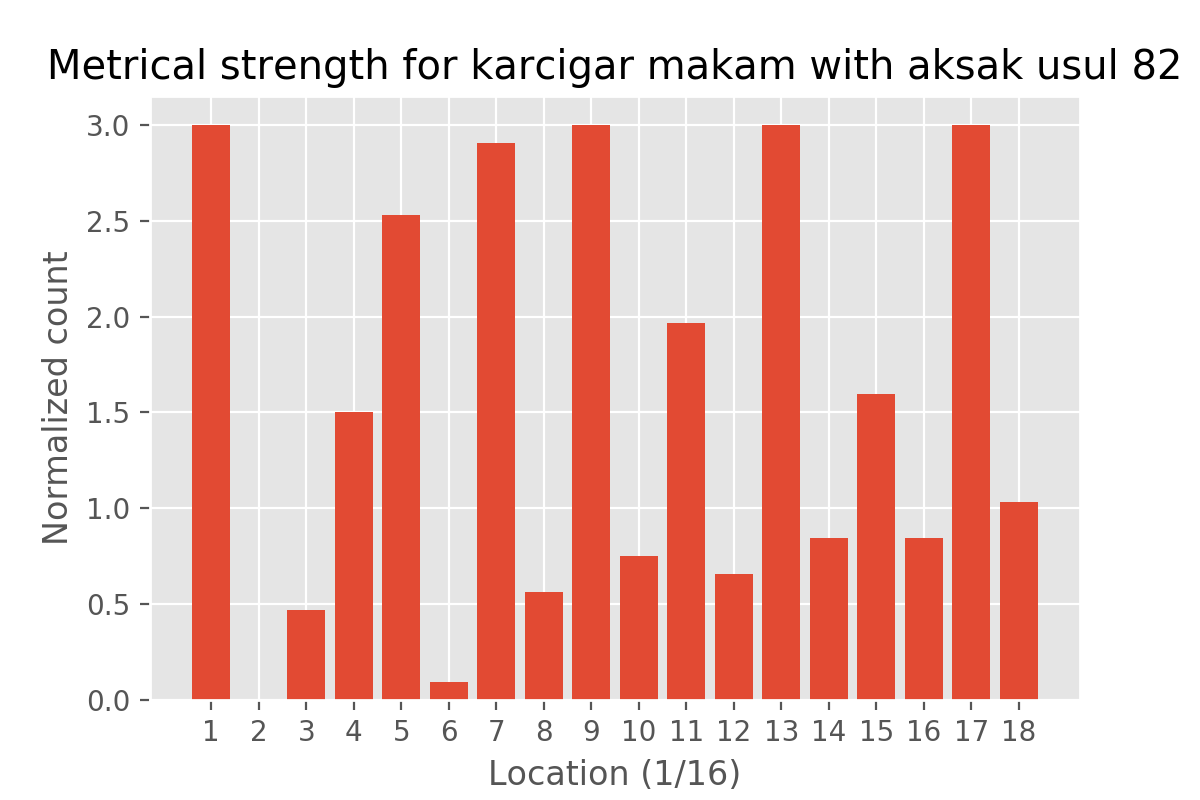 Metrical strength for karcigar makam with aksak usul 82
Normalized count
3.0
2.5
2.0
1.5
1.0
0.5
0.0
1 2 3 4 5 6 7 8 9 10 11 12 13 14 15 16 17 18
Location (1/16)